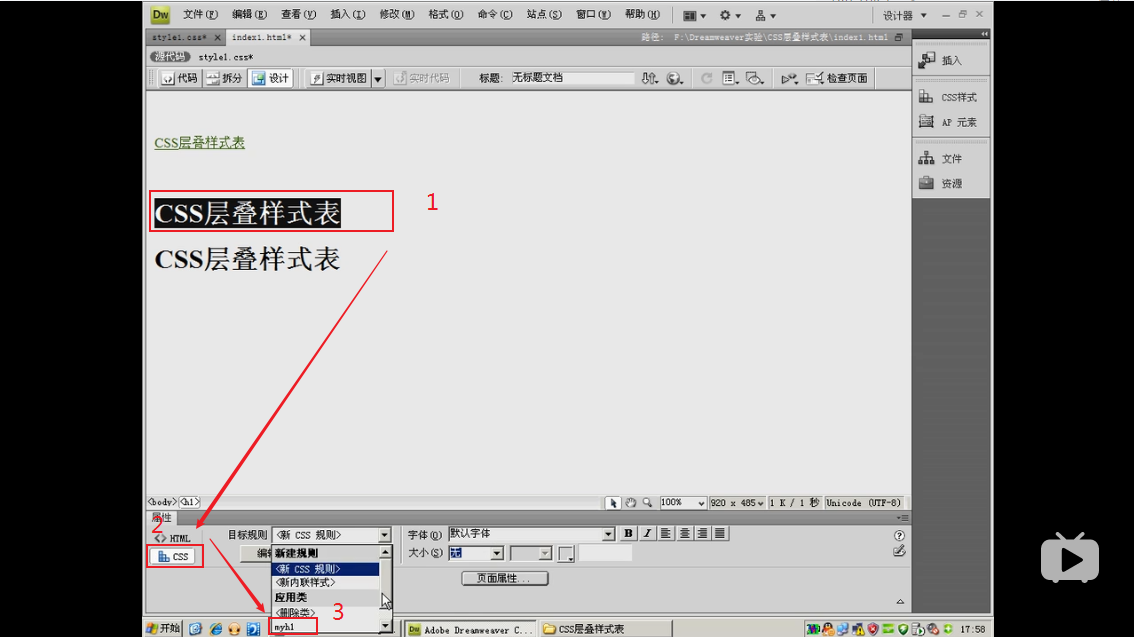 Dw 文件(F) 编辑(E) 查看(V) 插入(I) 修改(M) 格式(O) 命令(C) 站点(S) 窗口(W) 帮助(H) 设计器
style1.css* index1.html* 路径: F:\Dreamweaver实验\CSS层叠样式表\index1.html
源代码 style1.css*
代码 拆分 设计 实时视图 实时代码 标题: 无标题文档 检查页面
插入
CSS样式
AP 元素
文件
资源
CSS层叠样式表
CSS层叠样式表 1
CSS层叠样式表
<body> <h1> 100% 920 x 485 1 K / 1 秒 Unicode (UTF-8)
属性
2
<> HTML 目标规则 <新 CSS 规则> 字体(O) 默认字体 B I
CSS 编辑 大小(S) 无
新建规则
<新 CSS 规则>
<新内联样式>
页面属性...
应用类
<删除类>
myh1
3
开始 Adobe Dreamweaver C... CSS层叠样式表 17:58